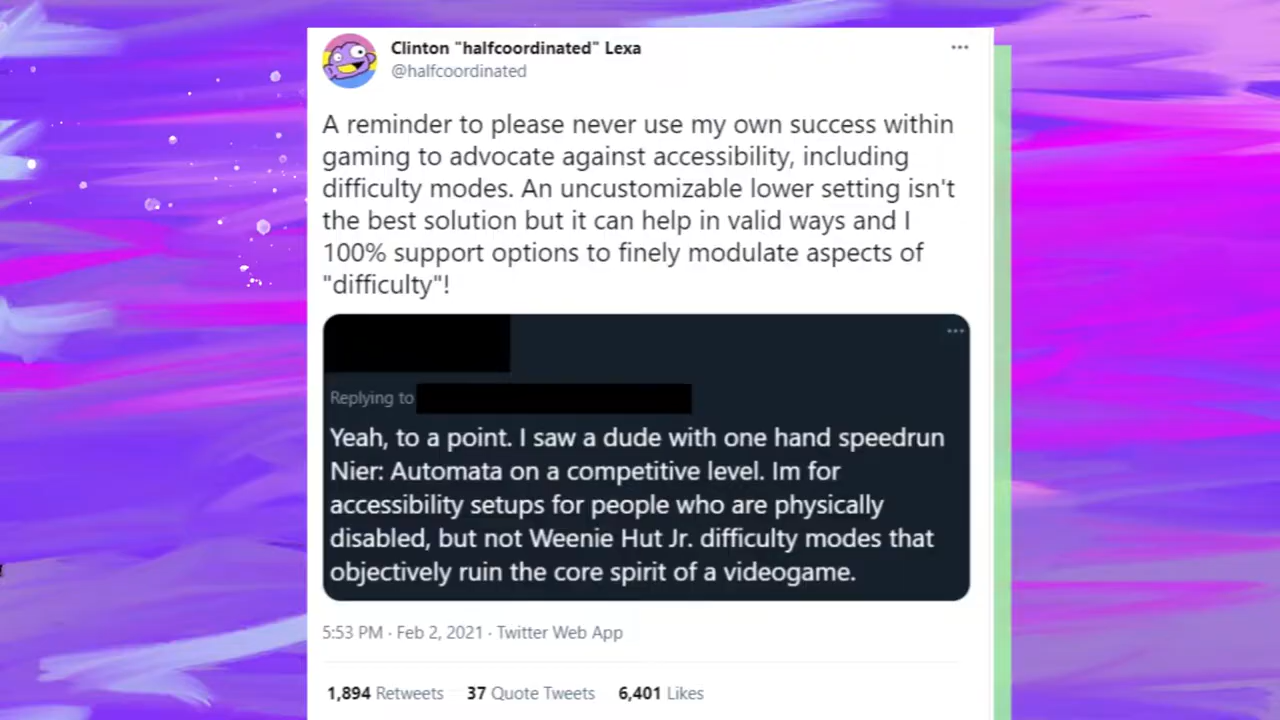 Clinton "halfcoordinated" Lexa
@halfcoordinated
A reminder to please never use my own success within
gaming to advocate against accessibility, including
difficulty modes. An uncustomizable lower setting isn't
the best solution but it can help in valid ways and I
100% support options to finely modulate aspects of
"difficulty"!
Replying to
Yeah, to a point. I saw a dude with one hand speedrun
Nier: Automata on a competitive level. Im for
accessibility setups for people who are physically
disabled, but not Weenie Hut Jr. difficulty modes that
objectively ruin the core spirit of a videogame.
5:53 PM · Feb 2, 2021 · Twitter Web App
1,894 Retweets 37 Quote Tweets 6,401 Likes